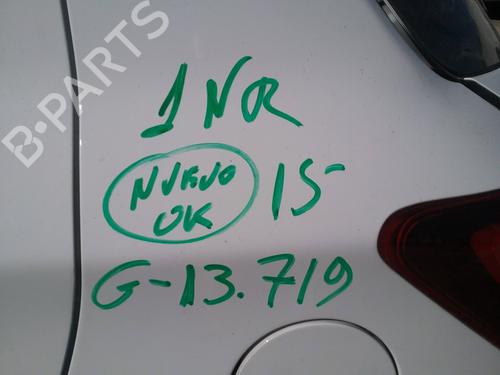 B-PARTS
1 NR
NUEVO 15
OK
G-13.719